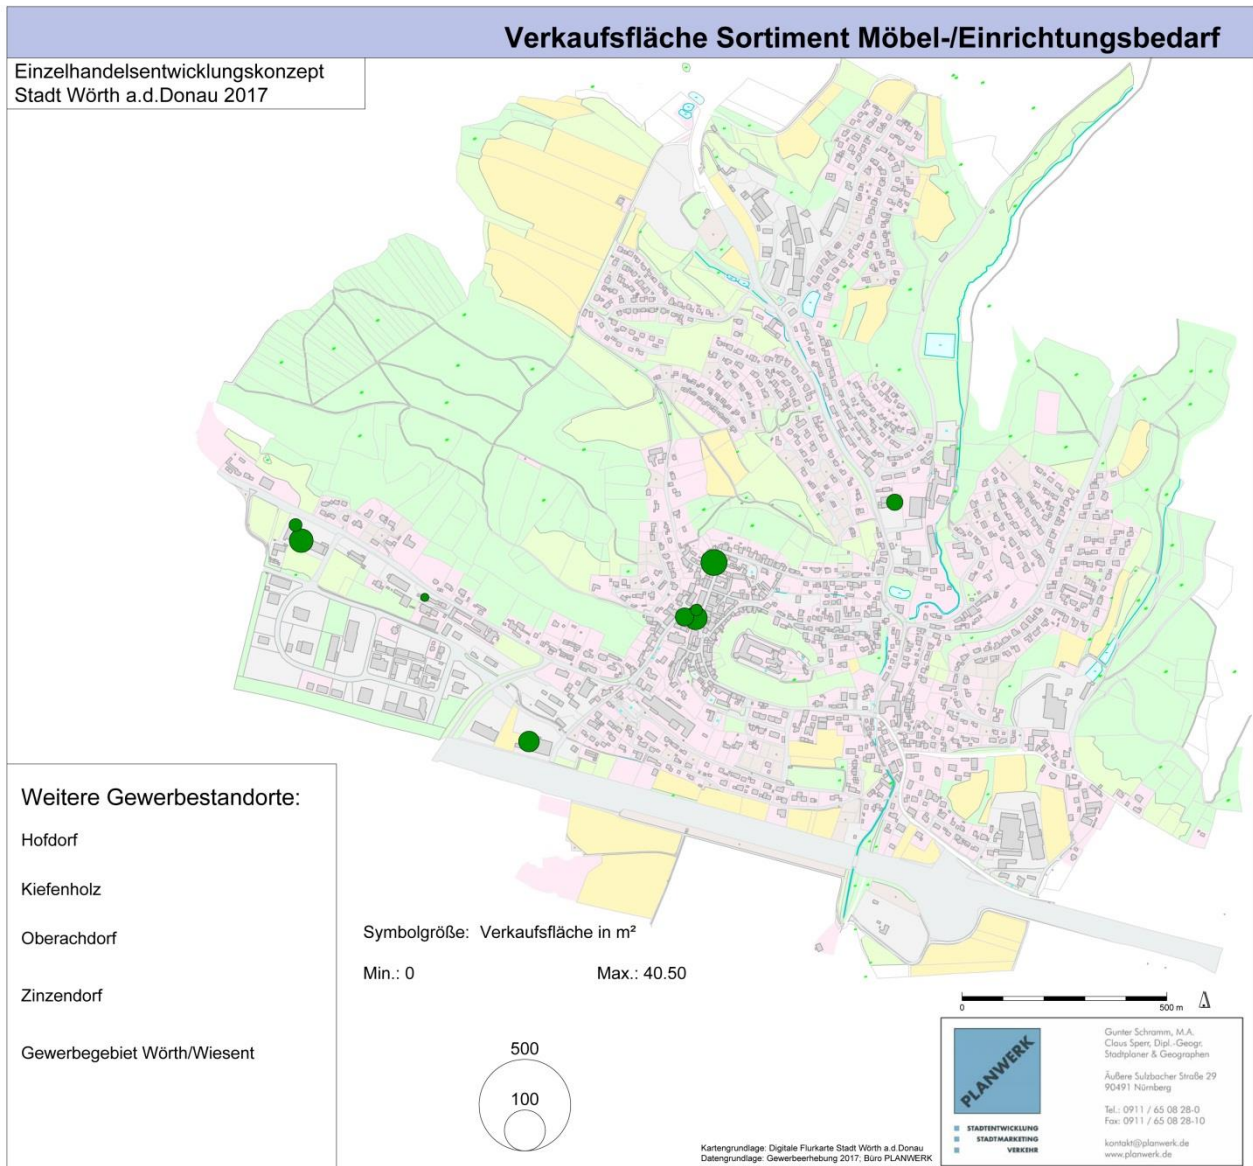 Verkaufsfläche Sortiment Möbel-/Einrichtungsbedarf
Einzelhandelsentwicklungskonzept
Stadt Wörth a.d.Donau 2017
Weitere Gewerbestandorte:
Hofdorf
Kiefenholz
Oberachdorf
Zinzendorf
Gewerbegebiet Wörth/Wiesent
Symbolgröße: Verkaufsfläche in m²
Min.: 0 Max.: 40.50
500
100
0 500 m
Kartengrundlage: Digitale Flurkarte Stadt Wörth a.d.Donau
Datengrundlage: Gewerbeerhebung 2017; Büro PLANWERK
PLANWERK
STADTENTWICKLUNG
STADTMARKETING
VERKEHR
Gunter Schramm, M.A.
Claus Sperr, Dipl.-Geogr.
Stadtplaner & Geographen
Äußere Sulzbacher Straße 29
90491 Nürnberg
Tel.: 0911 / 65 08 28-0
Fax: 0911 / 65 08 28-10
kontakt@planwerk.de
www.planwerk.de